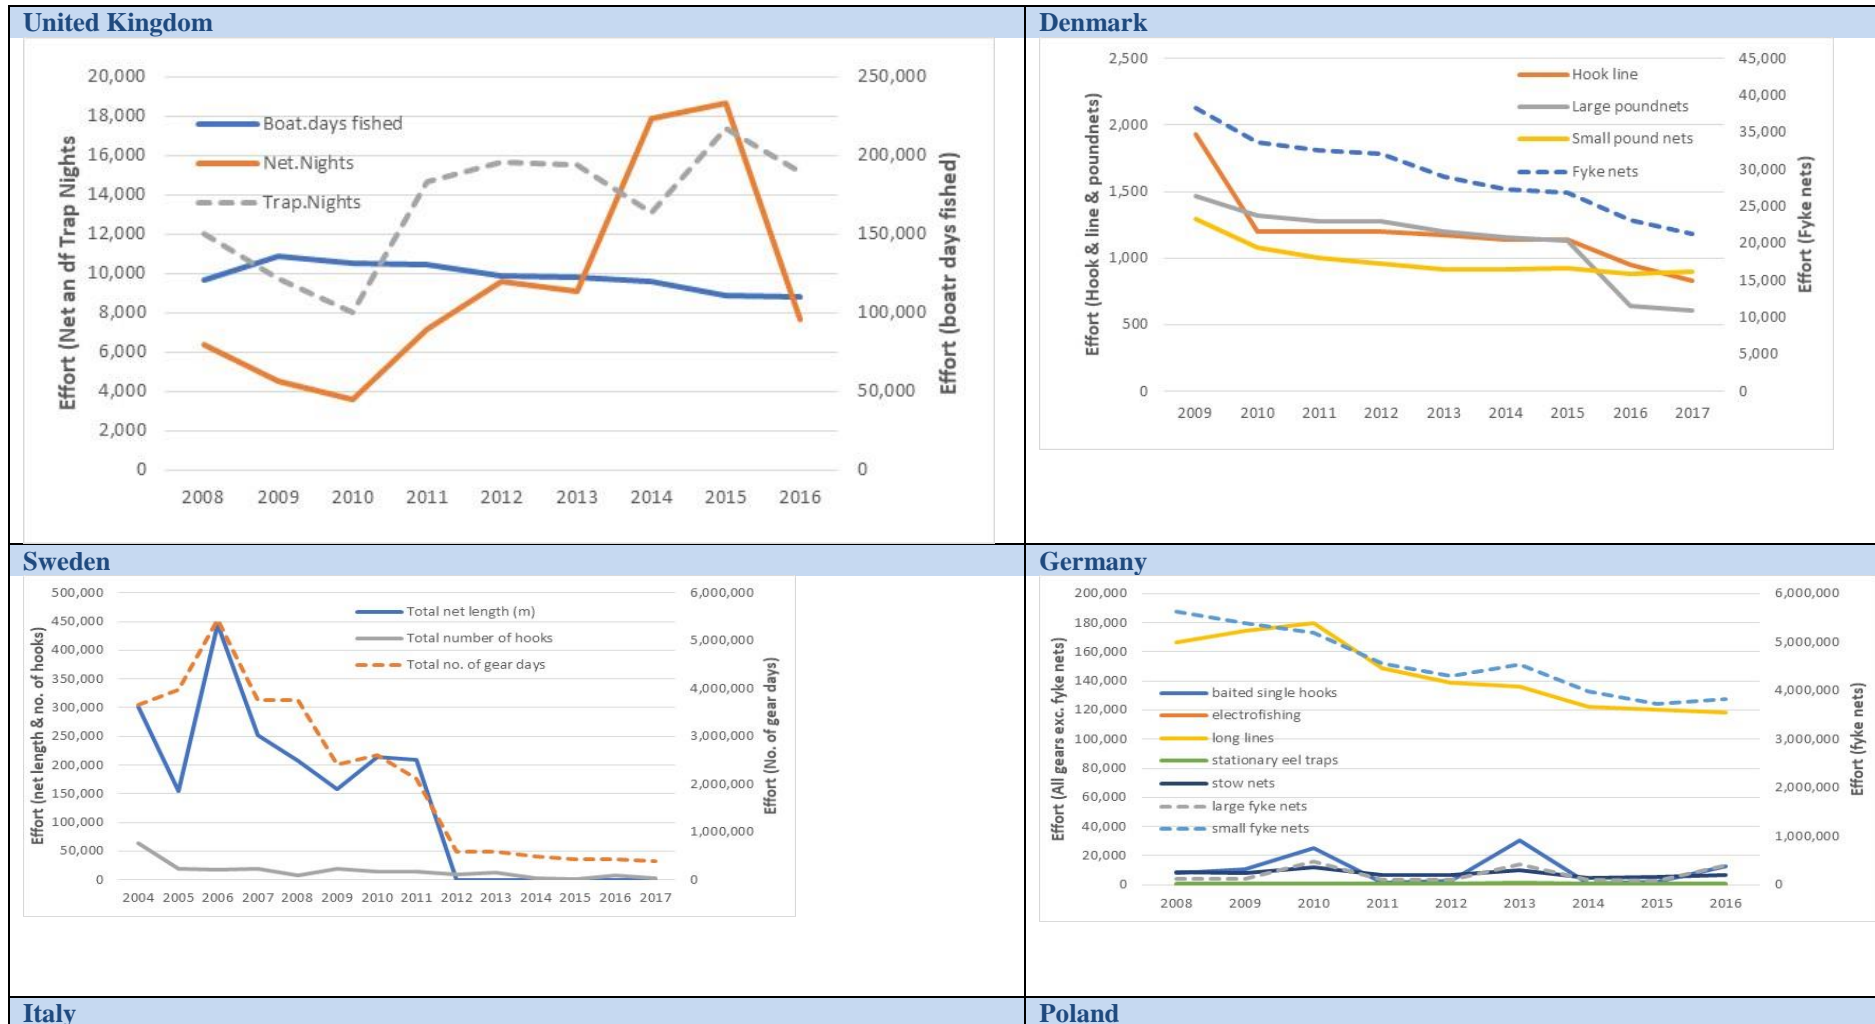 United Kingdom
Effort (Net an df Trap Nights
20,000
18,000
16,000
14,000
12,000
10,000
8,000
6,000
4,000
2,000
0
Boat.days fished
Net.Nights
Trap.Nights
250,000
200,000
150,000
100,000
50,000
0
Effort (boatr days fished)
2008 2009 2010 2011 2012 2013 2014 2015 2016
Denmark
Effort (Hook & line & poundnets)
2,500
2,000
1,500
1,000
500
0
Hook line
Large poundnets
Small pound nets
Fyke nets
45,000
40,000
35,000
30,000
25,000
20,000
15,000
10,000
5,000
0
Effort (Fyke nets)
2009 2010 2011 2012 2013 2014 2015 2016 2017
Sweden
Effort (net length & no. of hooks)
500,000
450,000
400,000
350,000
300,000
250,000
200,000
150,000
100,000
50,000
0
Total net length (m)
Total number of hooks
Total no. of gear days
6,000,000
5,000,000
4,000,000
3,000,000
2,000,000
1,000,000
0
Effort (No. of gear days)
2004 2005 2006 2007 2008 2009 2010 2011 2012 2013 2014 2015 2016 2017
Germany
Effort (All gears exc. fyke nets)
200,000
180,000
160,000
140,000
120,000
100,000
80,000
60,000
40,000
20,000
0
baited single hooks
electrofishing
long lines
stationary eel traps
stow nets
large fyke nets
small fyke nets
6,000,000
5,000,000
4,000,000
3,000,000
2,000,000
1,000,000
0
Effort (fyke nets)
2008 2009 2010 2011 2012 2013 2014 2015 2016
Italy
Poland